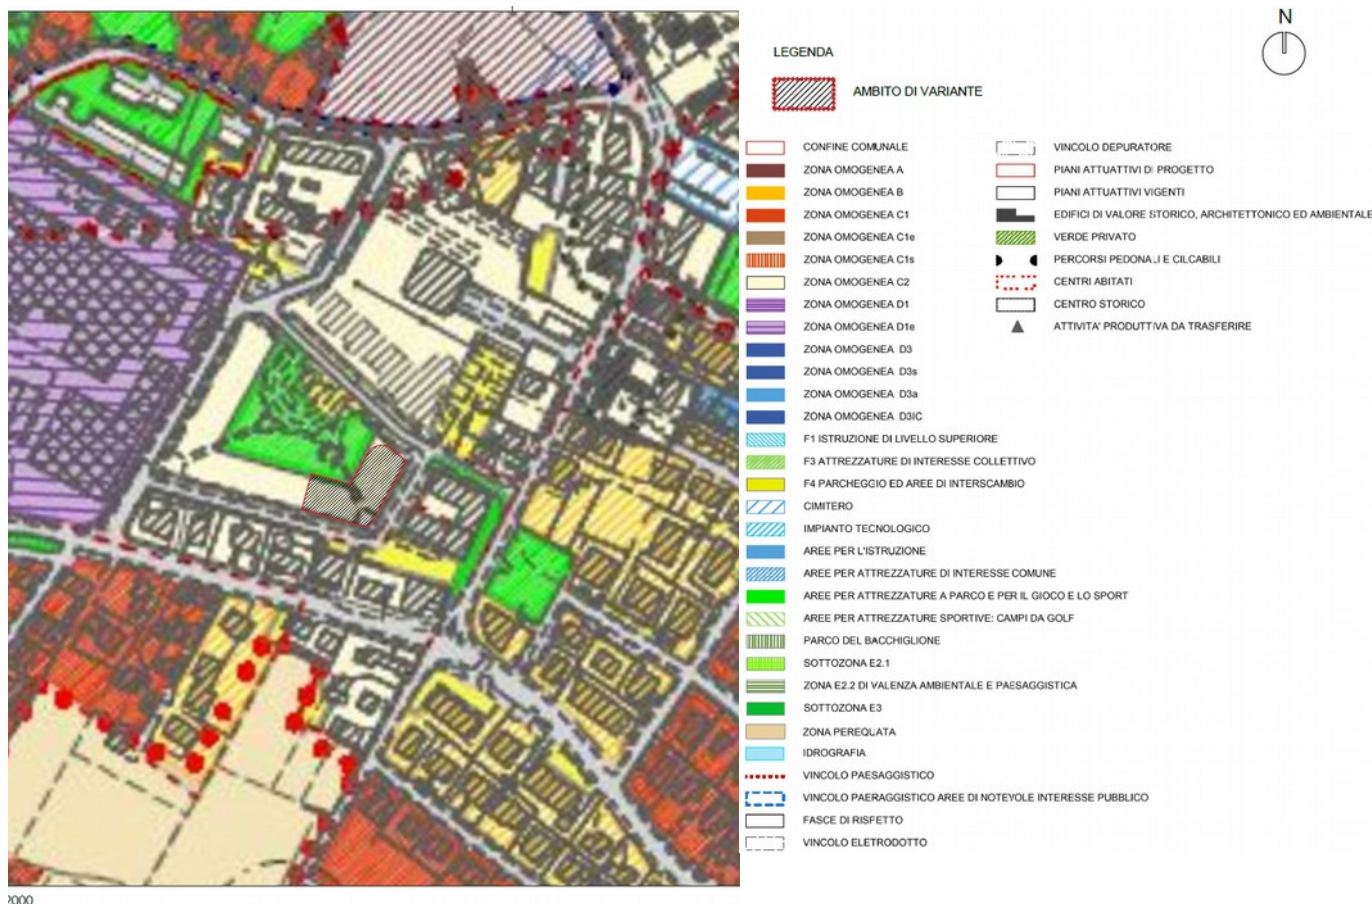 N
LEGENDA
AMBITO DI VARIANTE
CONFINE COMUNALE
ZONA OMOGENEA A
ZONA OMOGENEA B
ZONA OMOGENEA C1
ZONA OMOGENEA C1e
ZONA OMOGENEA C1s
ZONA OMOGENEA C2
ZONA OMOGENEA D1
ZONA OMOGENEA D1e
ZONA OMOGENEA D3
ZONA OMOGENEA D3s
ZONA OMOGENEA D3a
ZONA OMOGENEA D3IC
F1 ISTRUZIONE DI LIVELLO SUPERIORE
F3 ATTREZZATURE DI INTERESSE COLLETTIVO
F4 PARCHEGGIO ED AREE DI INTERSCAMBIO
CIMITERO
IMPIANTO TECNOLOGICO
AREE PER L'ISTRUZIONE
AREE PER ATTREZZATURE DI INTERESSE COMUNE
AREE PER ATTREZZATURE A PARCO E PER IL GIOCO E LO SPORT
AREE PER ATTREZZATURE SPORTIVE: CAMPI DA GOLF
PARCO DEL BACCHIGLIONE
SOTTOZONA E2.1
ZONA E2.2 DI VALENZA AMBIENTALE E PAESAGGISTICA
SOTTOZONA E3
ZONA PEREQUATA
IDROGRAFIA
VINCOLO PAESAGGISTICO
VINCOLO PAERAGGISTICO AREE DI NOTEVOLE INTERESSE PUBBLICO
FASCE DI RISFETTO
VINCOLO ELETRODOTTO
VINCOLO DEPURATORE
PIANI ATTUATTIVI DI PROGETTO
PIANI ATTUATTIVI VIGENTI
EDIFICI DI VALORE STORICO, ARCHITETTONICO ED AMBIENTALE
VERDE PRIVATO
PERCORSI PEDONALI E CILCABILI
CENTRI ABITATI
CENTRO STORICO
ATTIVITA' PRODUTTIVA DA TRASFERIRE
2000